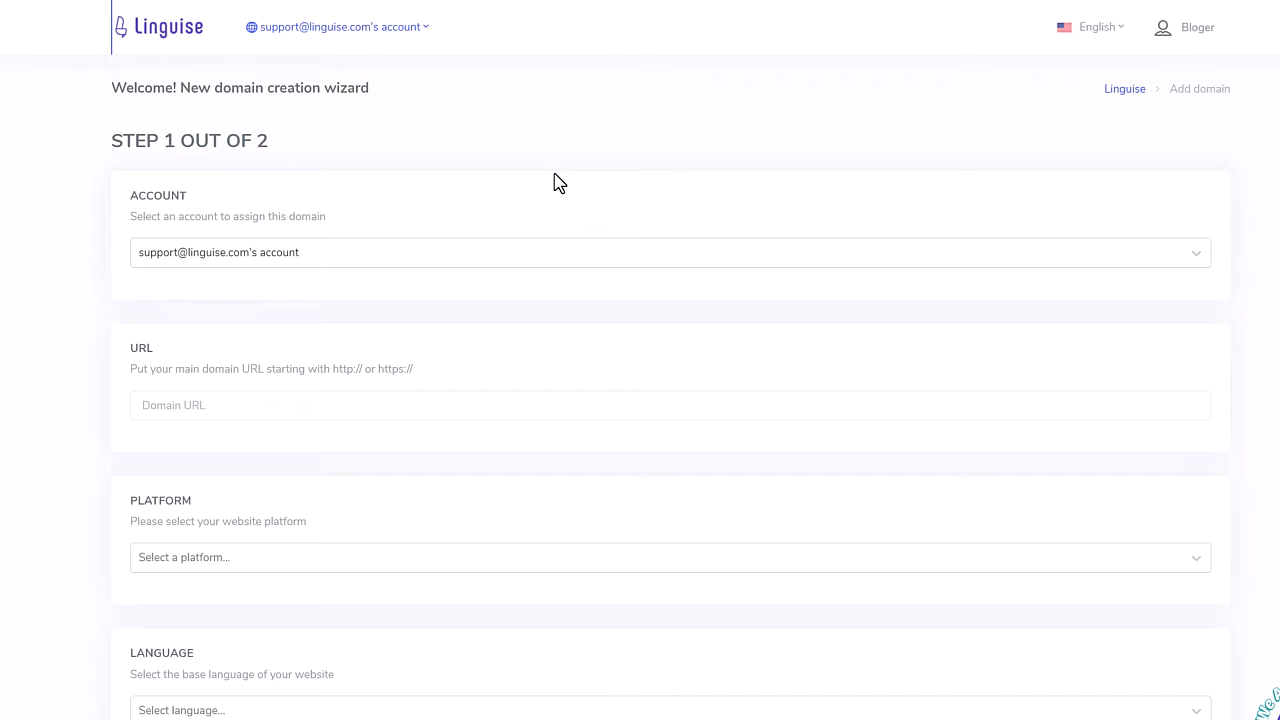 Linguise
support@linguise.com's account
English
Bloger
Welcome! New domain creation wizard
Linguise > Add domain
STEP 1 OUT OF 2
ACCOUNT
Select an account to assign this domain
support@linguise.com's account
URL
Put your main domain URL starting with http:// or https://
Domain URL
PLATFORM
Please select your website platform
Select a platform...
LANGUAGE
Select the base language of your website
Select language...